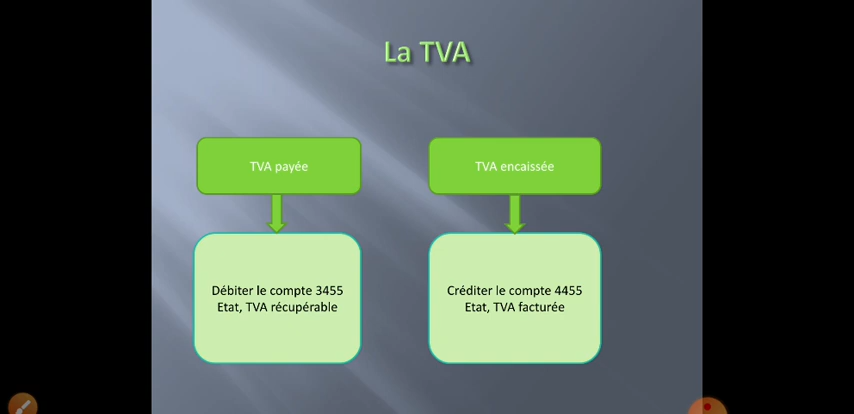 La TVA
TVA payée
TVA encaissée
Débiter le compte 3455
Etat, TVA récupérable
Créditer le compte 4455
Etat, TVA facturée